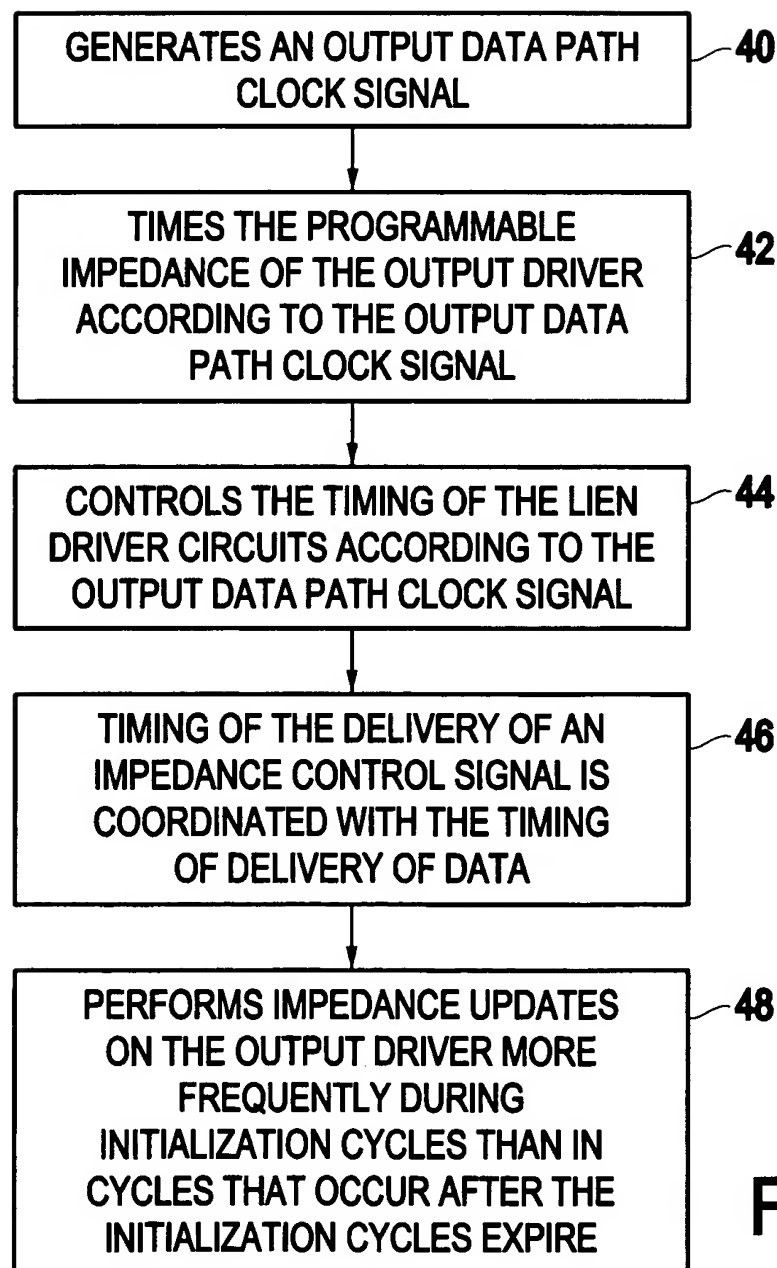 GENERATES AN OUTPUT DATA PATH
CLOCK SIGNAL
40
TIMES THE PROGRAMMABLE
IMPEDANCE OF THE OUTPUT DRIVER
ACCORDING TO THE OUTPUT DATA
PATH CLOCK SIGNAL
42
CONTROLS THE TIMING OF THE LIEN
DRIVER CIRCUITS ACCORDING TO THE
OUTPUT DATA PATH CLOCK SIGNAL
44
TIMING OF THE DELIVERY OF AN
IMPEDANCE CONTROL SIGNAL IS
COORDINATED WITH THE TIMING
OF DELIVERY OF DATA
46
PERFORMS IMPEDANCE UPDATES
ON THE OUTPUT DRIVER MORE
FREQUENTLY DURING
INITIALIZATION CYCLES THAN IN
CYCLES THAT OCCUR AFTER THE
INITIALIZATION CYCLES EXPIRE
48
F